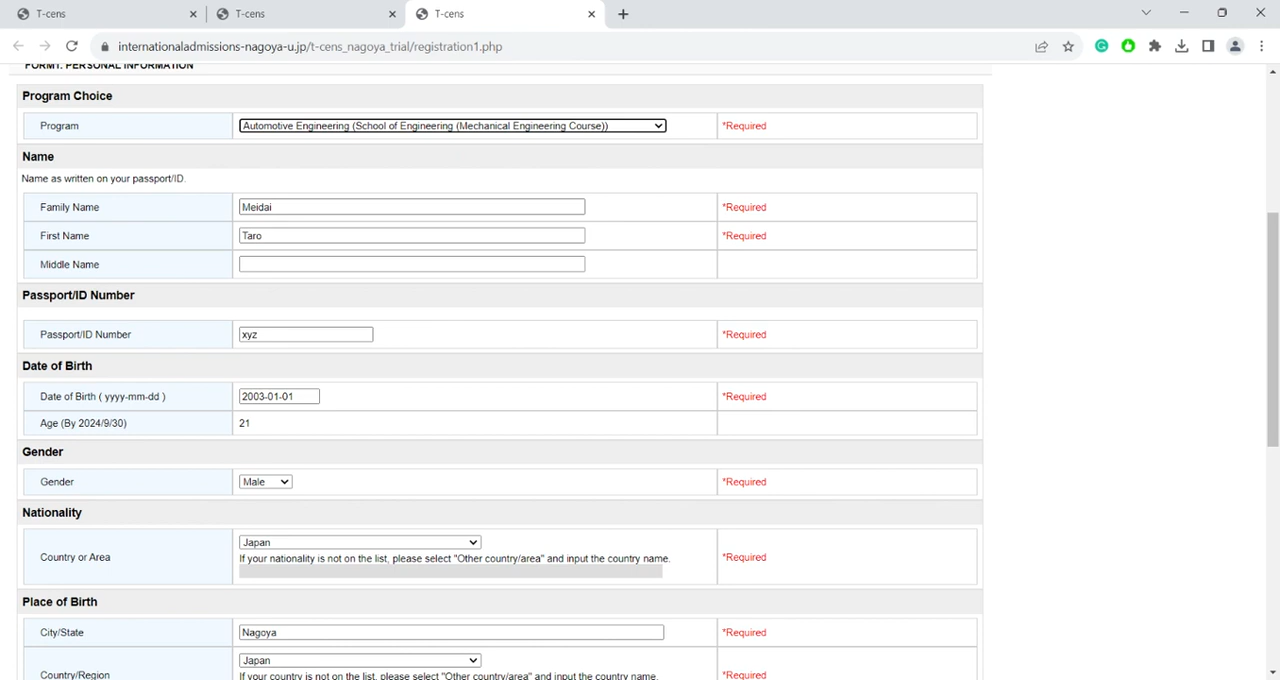 T-cens
T-cens
T-cens
internationaladmissions-nagoya-u.jp/t-cens_nagoya_trial/registration1.php
FORM1: PERSONAL INFORMATION
Program Choice
Program Automotive Engineering (School of Engineering (Mechanical Engineering Course)) *Required
Name
Name as written on your passport/ID.
Family Name Meidai *Required
First Name Taro *Required
Middle Name
Passport/ID Number
Passport/ID Number xyz *Required
Date of Birth
Date of Birth ( yyyy-mm-dd ) 2003-01-01 *Required
Age (By 2024/9/30) 21
Gender
Gender Male *Required
Nationality
Japan
Country or Area If your nationality is not on the list, please select "Other country/area" and input the country name. *Required
Place of Birth
City/State Nagoya *Required
Japan
Country/Region If your country is not on the list, please select "Other country/area" and input the country name. *Required